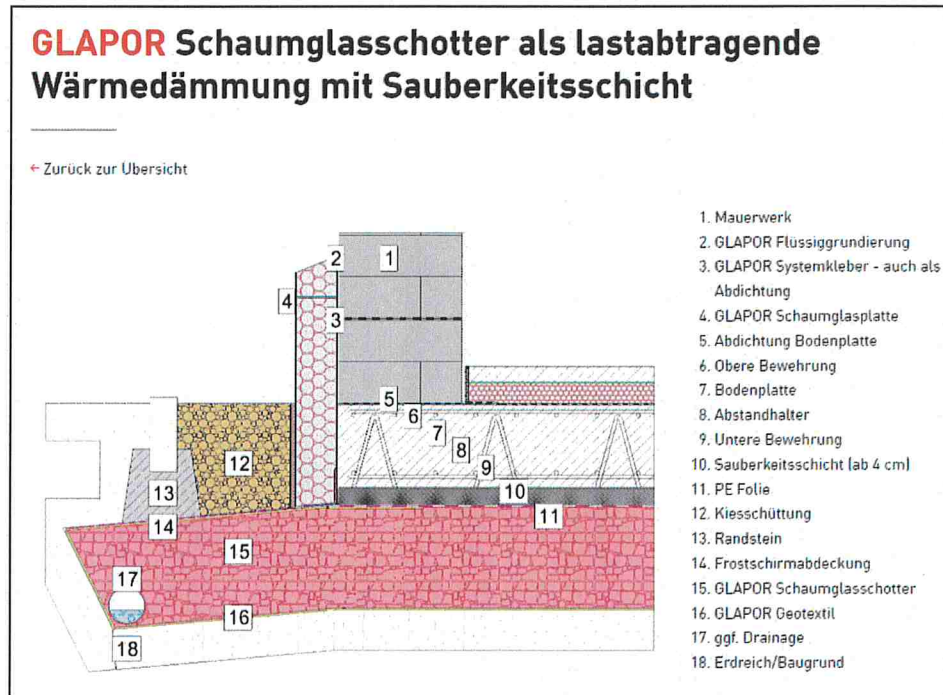 GLAPOR Schaumglasschotter als lastabtragende
Wärmedämmung mit Sauberkeitsschicht
← Zurück zur Übersicht
1. Mauerwerk
2. GLAPOR Flüssiggrundierung
3. GLAPOR Systemkleber - auch als
Abdichtung
4. GLAPOR Schaumglasplatte
5. Abdichtung Bodenplatte
6. Obere Bewehrung
7. Bodenplatte
8. Abstandhalter
9. Untere Bewehrung
10. Sauberkeitsschicht (ab 4 cm)
11. PE Folie
12. Kiesschüttung
13. Randstein
14. Frostschirmabdeckung
15. GLAPOR Schaumglasschotter
16. GLAPOR Geotextil
17. ggf. Drainage
18. Erdreich/Baugrund
2
1
4
3
5
6
7
8
9
12
10
13
11
14
15
17
16
18